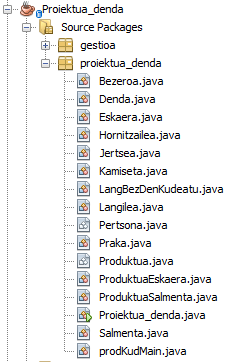 Proiektua_denda
Source Packages
gestioa
proiektua_denda
Bezeroa.java
Denda.java
Eskaera.java
Hornitzailea.java
Jertsea.java
Kamiseta.java
LangBezDenKudeatu.java
Langilea.java
Pertsona.java
Praka.java
Produktua.java
ProduktuaEskaera.java
ProduktuaSalmenta.java
Proiektua_denda.java
Salmenta.java
prodKudMain.java